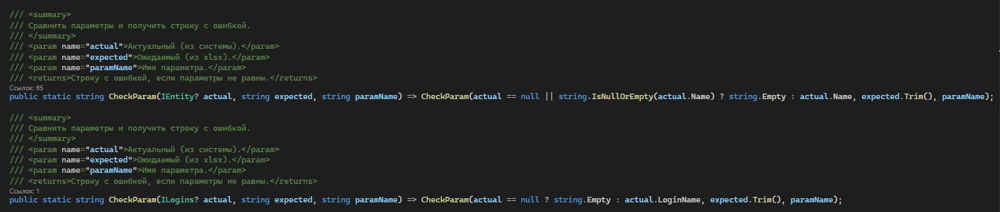 /// <summary>
/// Сравнить параметры и получить строку с ошибкой.
/// </summary>
/// <param name="actual">Актуальный (из системы).</param>
/// <param name="expected">Ожидаемый (из xlsx).</param>
/// <param name="paramName">Имя параметра.</param>
/// <returns>Строку с ошибкой, если параметры не равны.</returns>
Ссылок: 65
public static string CheckParam(IEntity? actual, string expected, string paramName) => CheckParam(actual == null || string.IsNullOrEmpty(actual.Name) ? string.Empty : actual.Name, expected.Trim(), paramName);
/// <summary>
/// Сравнить параметры и получить строку с ошибкой.
/// </summary>
/// <param name="actual">Актуальный (из системы).</param>
/// <param name="expected">Ожидаемый (из xlsx).</param>
/// <param name="paramName">Имя параметра.</param>
/// <returns>Строку с ошибкой, если параметры не равны.</returns>
Ссылок: 1
public static string CheckParam(ILogins? actual, string expected, string paramName) => CheckParam(actual == null ? string.Empty : actual.LoginName, expected.Trim(), paramName);